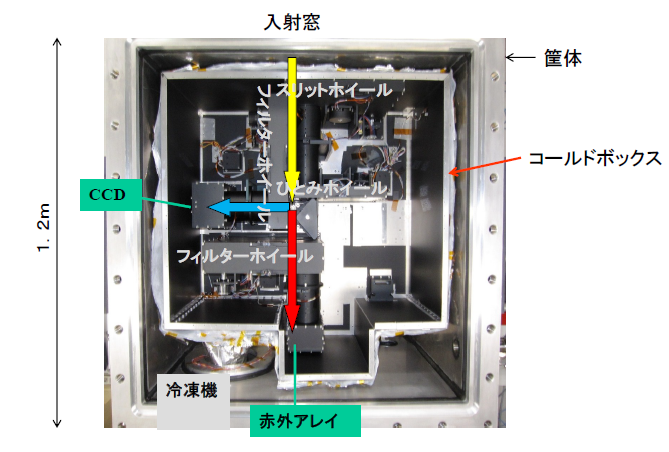 入射窓
筐体
スリットホイール
フィルターホイール
コールドボックス
ひとみホイール
CCD
1.2m
フィルターホイール
冷凍機
赤外アレイ